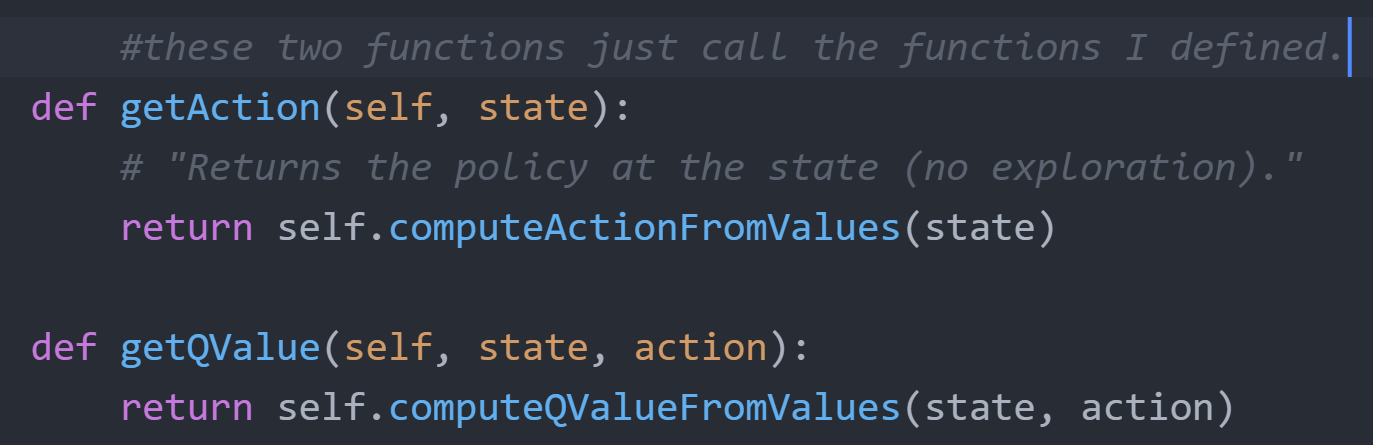 #these two functions just call the functions I defined.
def getAction(self, state):
# "Returns the policy at the state (no exploration)."
return self.computeActionFromValues(state)
def getQValue(self, state, action):
return self.computeQValueFromValues(state, action)